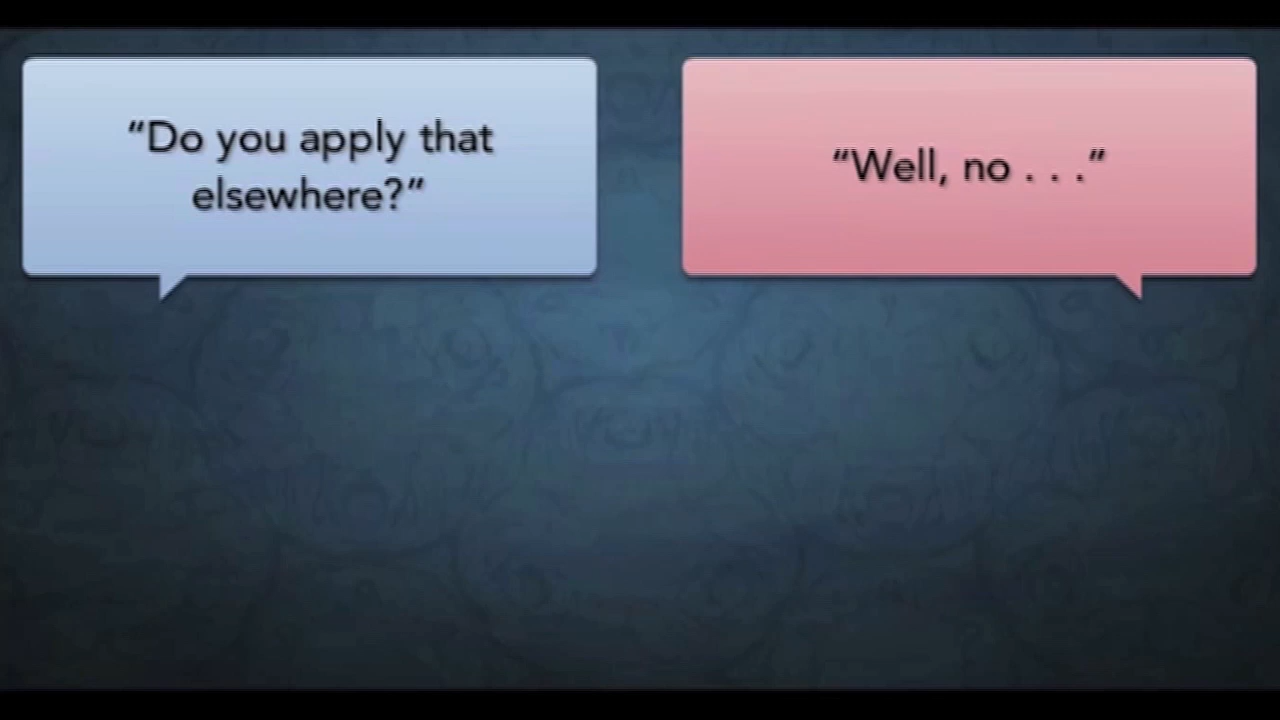 “Do you apply that
elsewhere?”
“Well, no . . .”